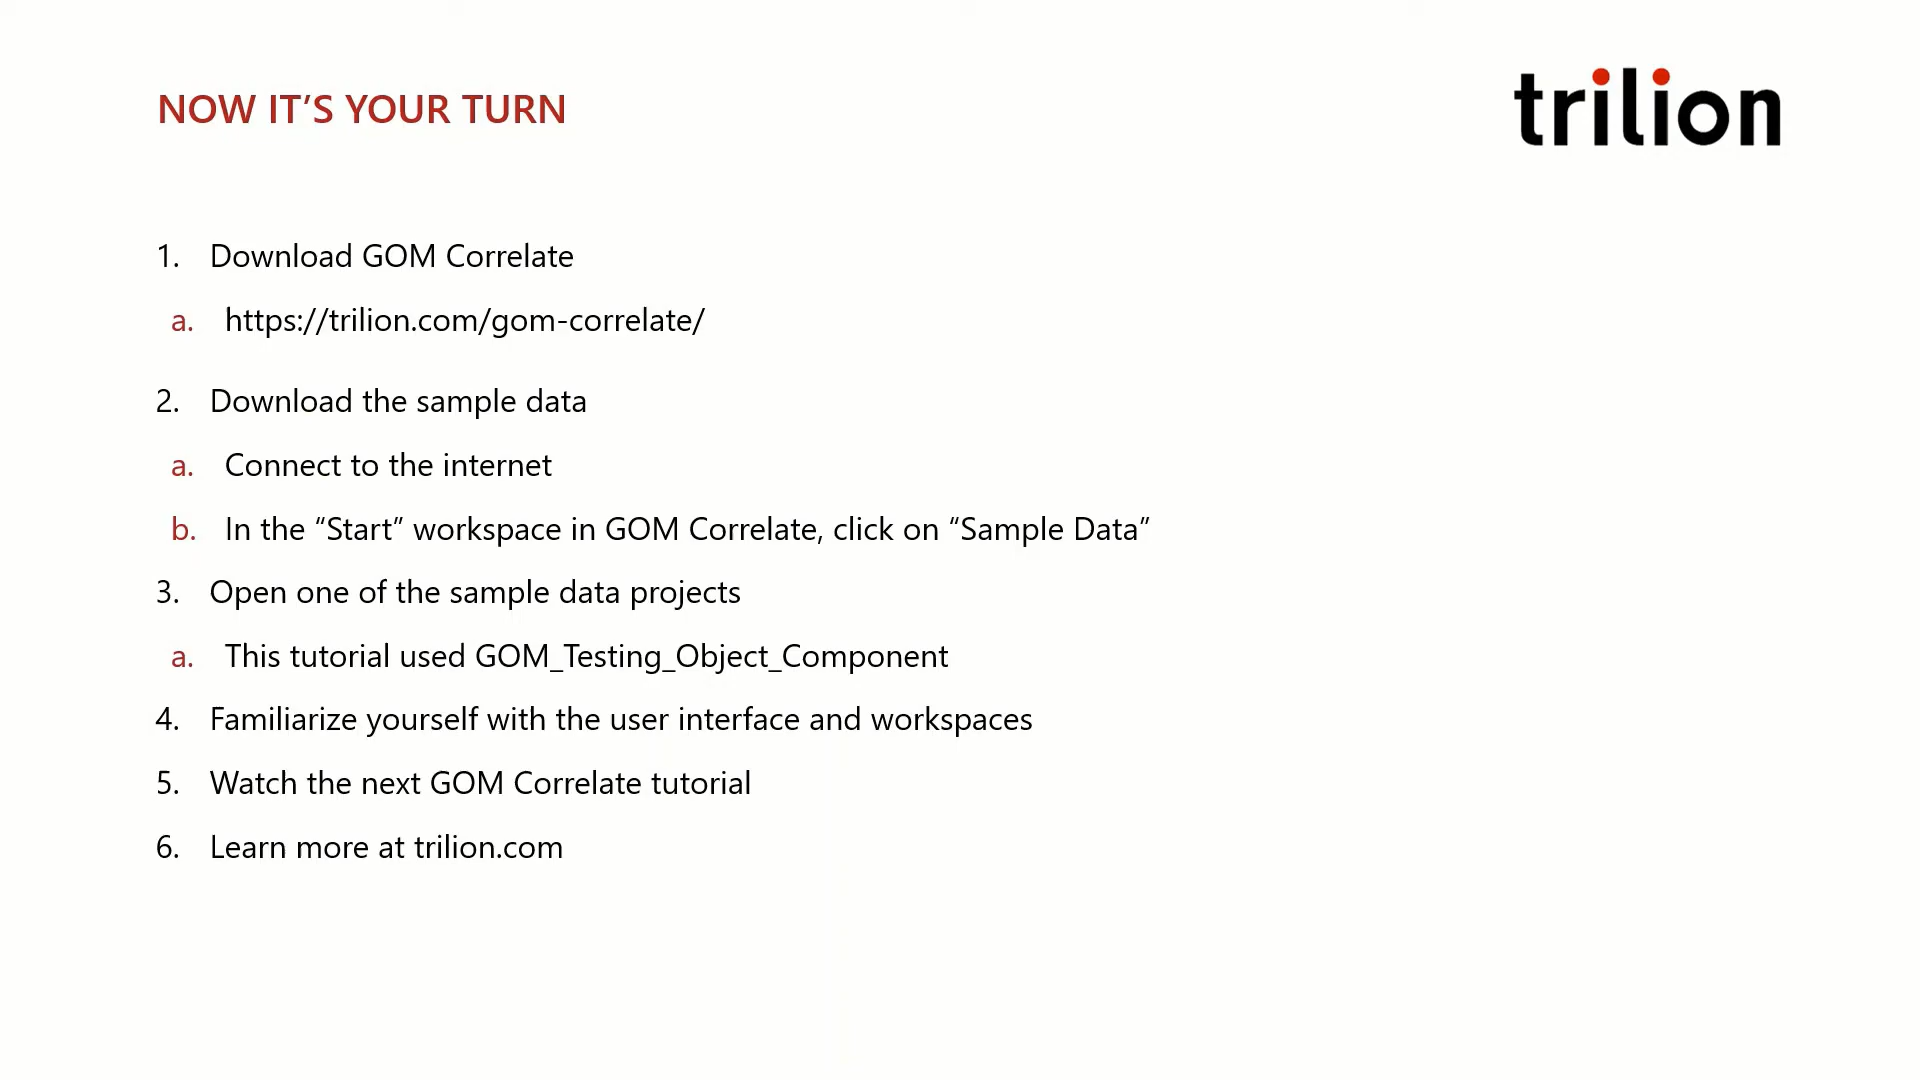 NOW IT’S YOUR TURN
trilion
1. Download GOM Correlate
a. https://trilion.com/gom-correlate/
2. Download the sample data
a. Connect to the internet
b. In the “Start” workspace in GOM Correlate, click on “Sample Data”
3. Open one of the sample data projects
a. This tutorial used GOM_Testing_Object_Component
4. Familiarize yourself with the user interface and workspaces
5. Watch the next GOM Correlate tutorial
6. Learn more at trilion.com